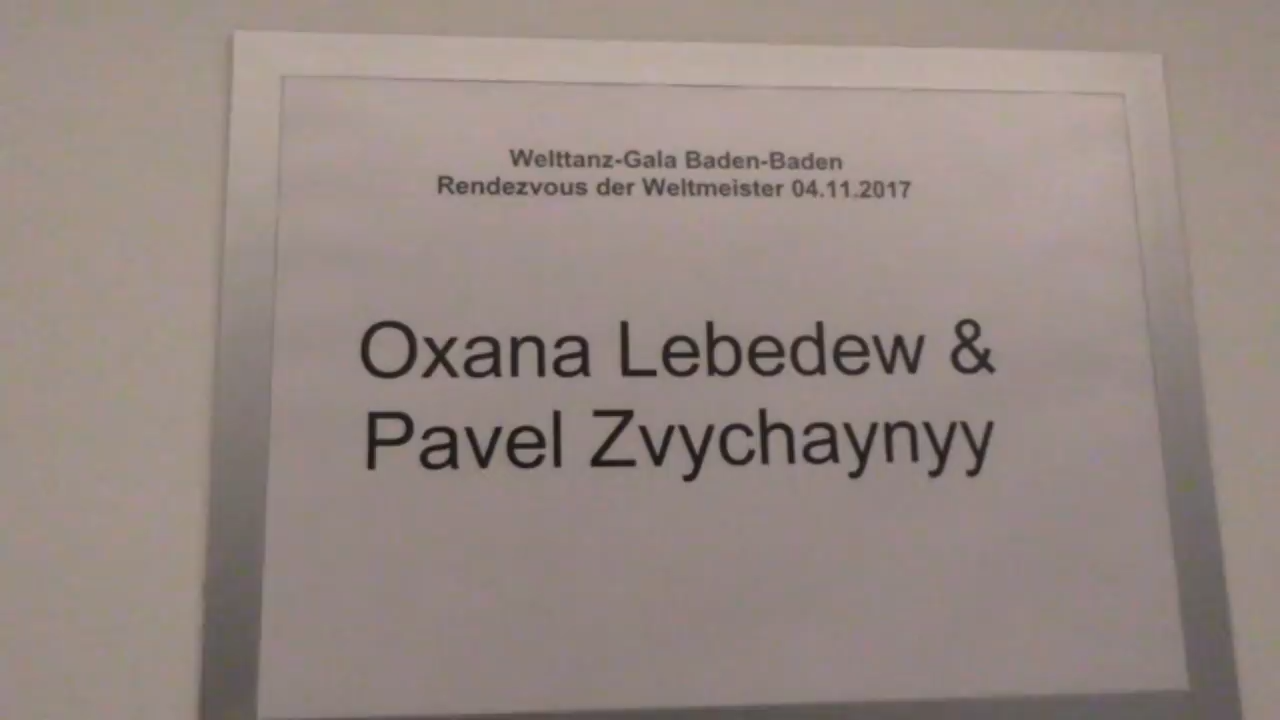 Welttanz-Gala Baden-Baden
Rendezvous der Weltmeister 04.11.2017
Oxana Lebedew &
Pavel Zvychaynyy